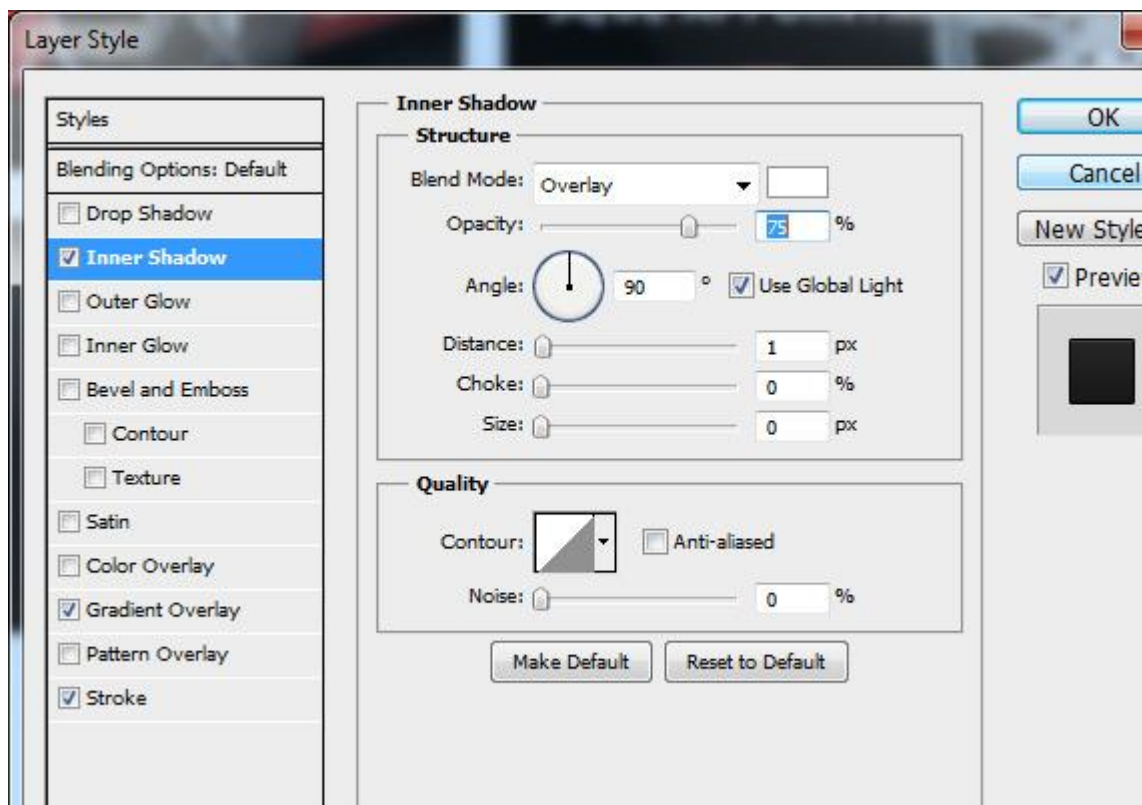 Layer Style
Styles
Blending Options: Default
Drop Shadow
Inner Shadow
Outer Glow
Inner Glow
Bevel and Emboss
Contour
Texture
Satin
Color Overlay
Gradient Overlay
Pattern Overlay
Stroke
Inner Shadow
Structure
Blend Mode: Overlay
Opacity: 75 %
Angle: 90 ° Use Global Light
Distance: 1 px
Choke: 0 %
Size: 0 px
Quality
Contour: Anti-aliased
Noise: 0 %
Make Default Reset to Default
OK
Cancel
New Style
Previe